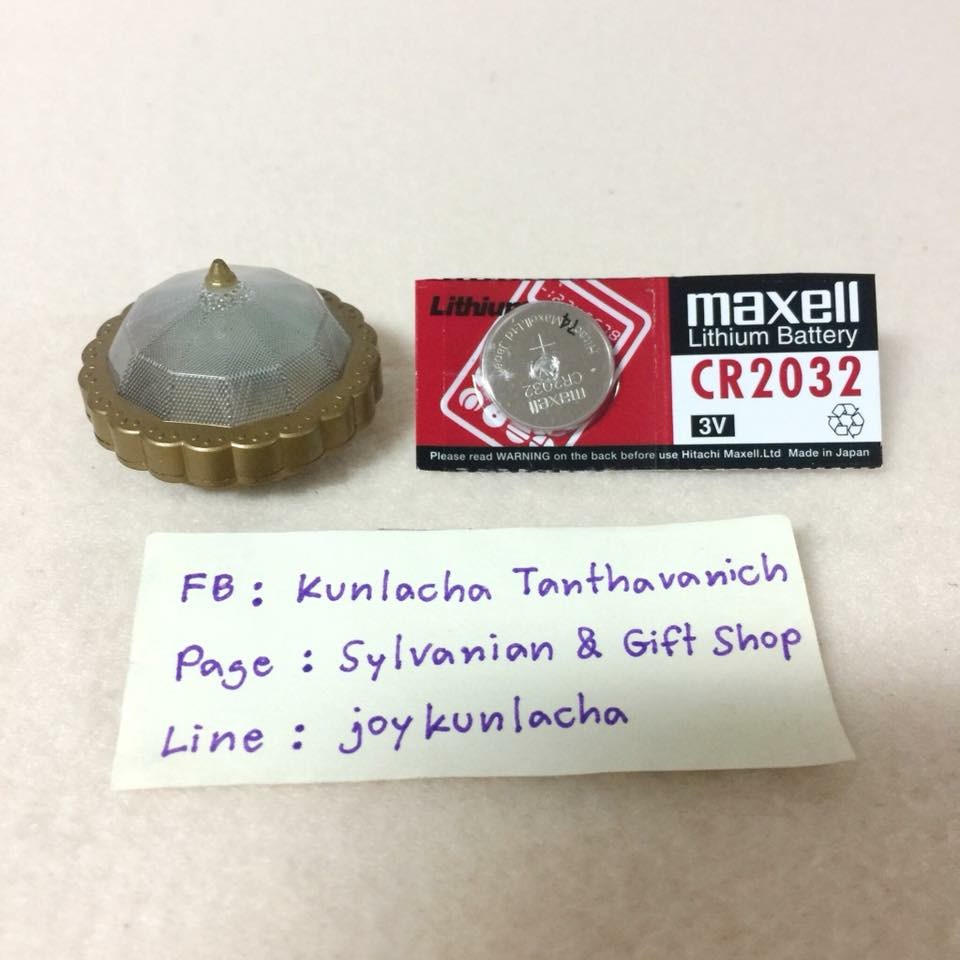 Lithium
maxell
Lithium Battery
CR2032
3V
Please read WARNING on the back before use Hitachi Maxell.Ltd Made in Japan
+
maxell
CR2032
FB: Kunlacha Tanthavanich
Page: Sylvanian & Gift Shop
Line: joykunlacha